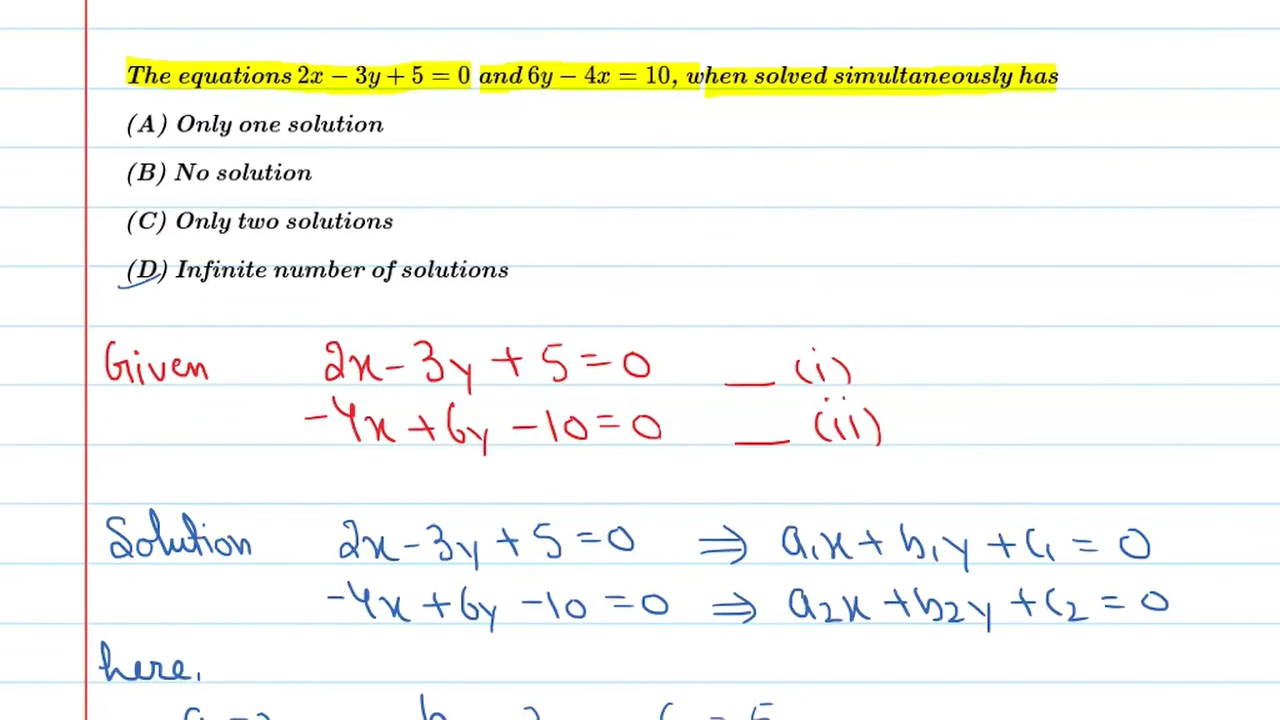 The equations 2x − 3y + 5 = 0 and 6y − 4x = 10, when solved simultaneously has
(A) Only one solution
(B) No solution
(C) Only two solutions
(D) Infinite number of solutions
Given 2x - 3y + 5 = 0 __ (i)
-4x + 6y - 10 = 0 __ (ii)
Solution 2x - 3y + 5 = 0 ⇒ a₁x + b₁y + c₁ = 0
-4x + 6y - 10 = 0 ⇒ a₂x + b₂y + c₂ = 0
here,